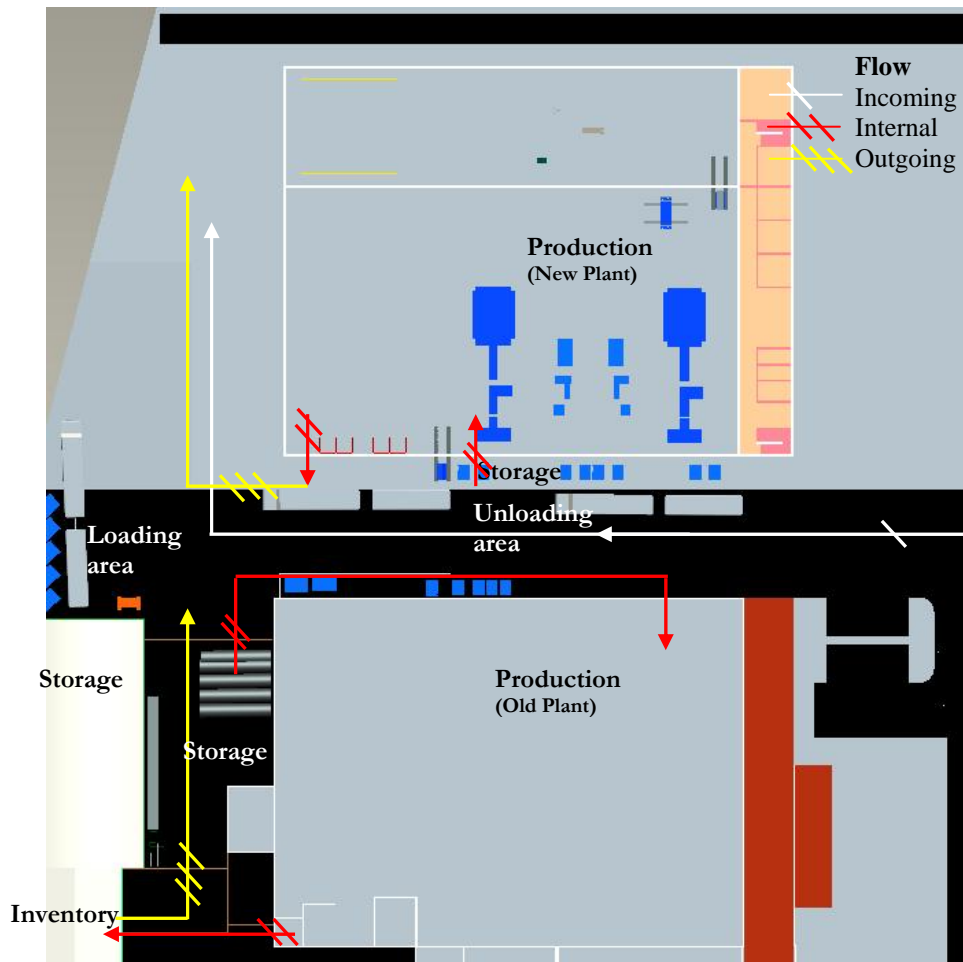 Flow
Incoming
Internal
Outgoing
Production
(New Plant)
Storage
Unloading
area
Loading
area
Storage
Production
(Old Plant)
Storage
Inventory